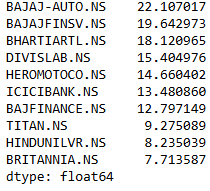 BAJAJ-AUTO.NS 22.107017
BAJAJFINSV.NS 19.642973
BHARTIARTL.NS 18.120965
DIVISLAB.NS 15.404976
HEROMOTOCO.NS 14.660402
ICICIBANK.NS 13.480860
BAJFINANCE.NS 12.797149
TITAN.NS 9.275089
HINDUNILVR.NS 8.235039
BRITANNIA.NS 7.713587
dtype: float64